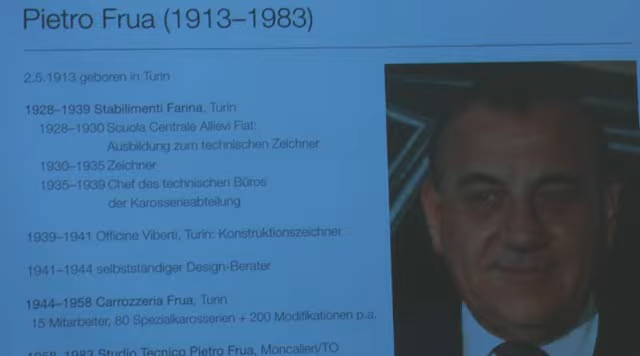 Pietro Frua (1913–1983)
2.5.1913 geboren in Turin
1928–1939 Stabilimenti Farina, Turin
1928–1930 Scuola Centrale Allievi Fiat:
Ausbildung zum technischen Zeichner
1930–1935 Zeichner
1935–1939 Chef des technischen Büros
der Karosserieabteilung
1939–1941 Officine Viberti, Turin: Konstruktionszeichner
1941–1944 selbstständiger Design-Berater
1944–1958 Carrozzeria Frua, Turin
15 Mitarbeiter, 80 Spezialkarosserien + 200 Modifikationen p.a.
1958–1983 Studio Tecnico Pietro Frua, Moncalieri/TO